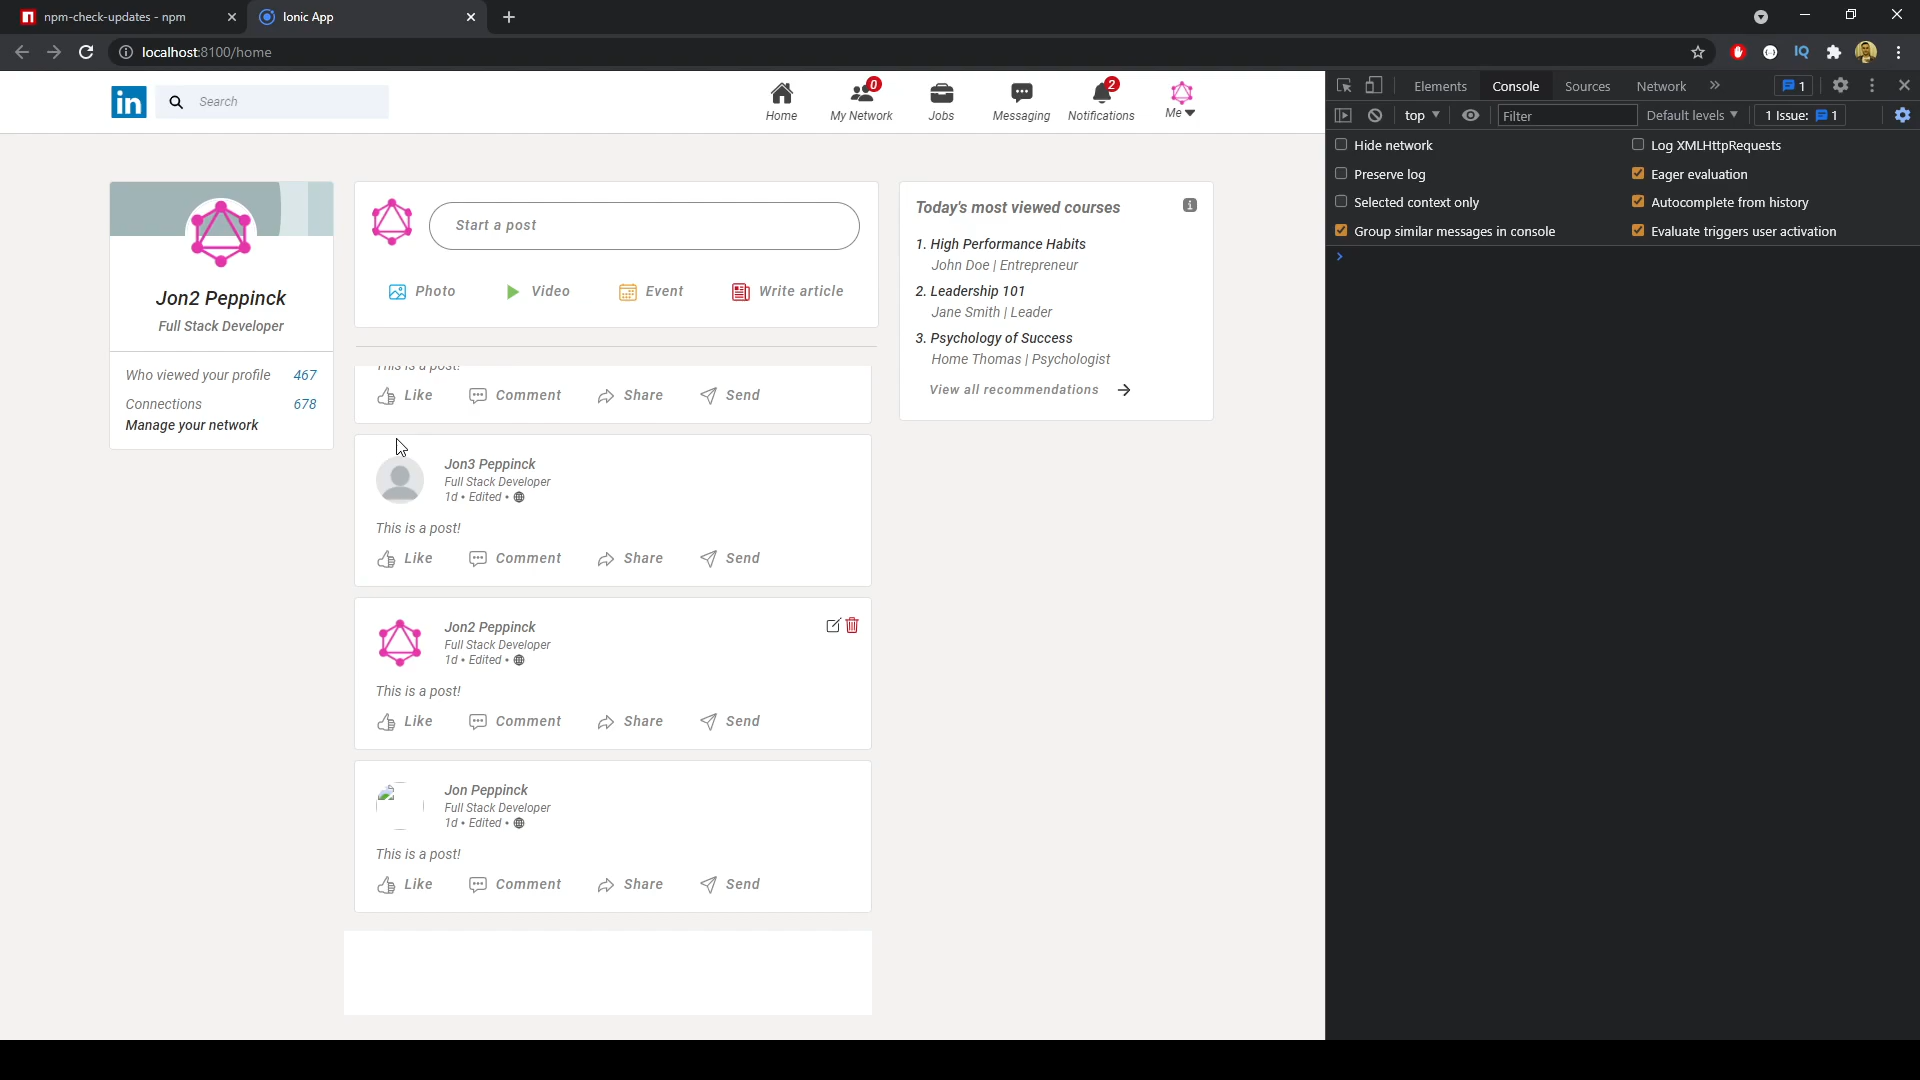 npm-check-updates - npm
Ionic App
localhost:8100/home
IQ
in
Search
Home
0
My Network
Jobs
Messaging
2
Notifications
Me
Jon2 Peppinck
Full Stack Developer
Who viewed your profile 467
Connections 678
Manage your network
Start a post
Photo
Video
Event
Write article
This is a post!
Like
Comment
Share
Send
Jon3 Peppinck
Full Stack Developer
1d • Edited •
This is a post!
Like
Comment
Share
Send
Jon2 Peppinck
Full Stack Developer
1d • Edited •
This is a post!
Like
Comment
Share
Send
Jon Peppinck
Full Stack Developer
1d • Edited •
This is a post!
Like
Comment
Share
Send
Today's most viewed courses
1. High Performance Habits
John Doe | Entrepreneur
2. Leadership 101
Jane Smith | Leader
3. Psychology of Success
Home Thomas | Psychologist
View all recommendations
Elements
Console
Sources
Network
1
top
Filter
Default levels
1 Issue: 1
Hide network
Log XMLHttpRequests
Preserve log
Eager evaluation
Selected context only
Autocomplete from history
Group similar messages in console
Evaluate triggers user activation